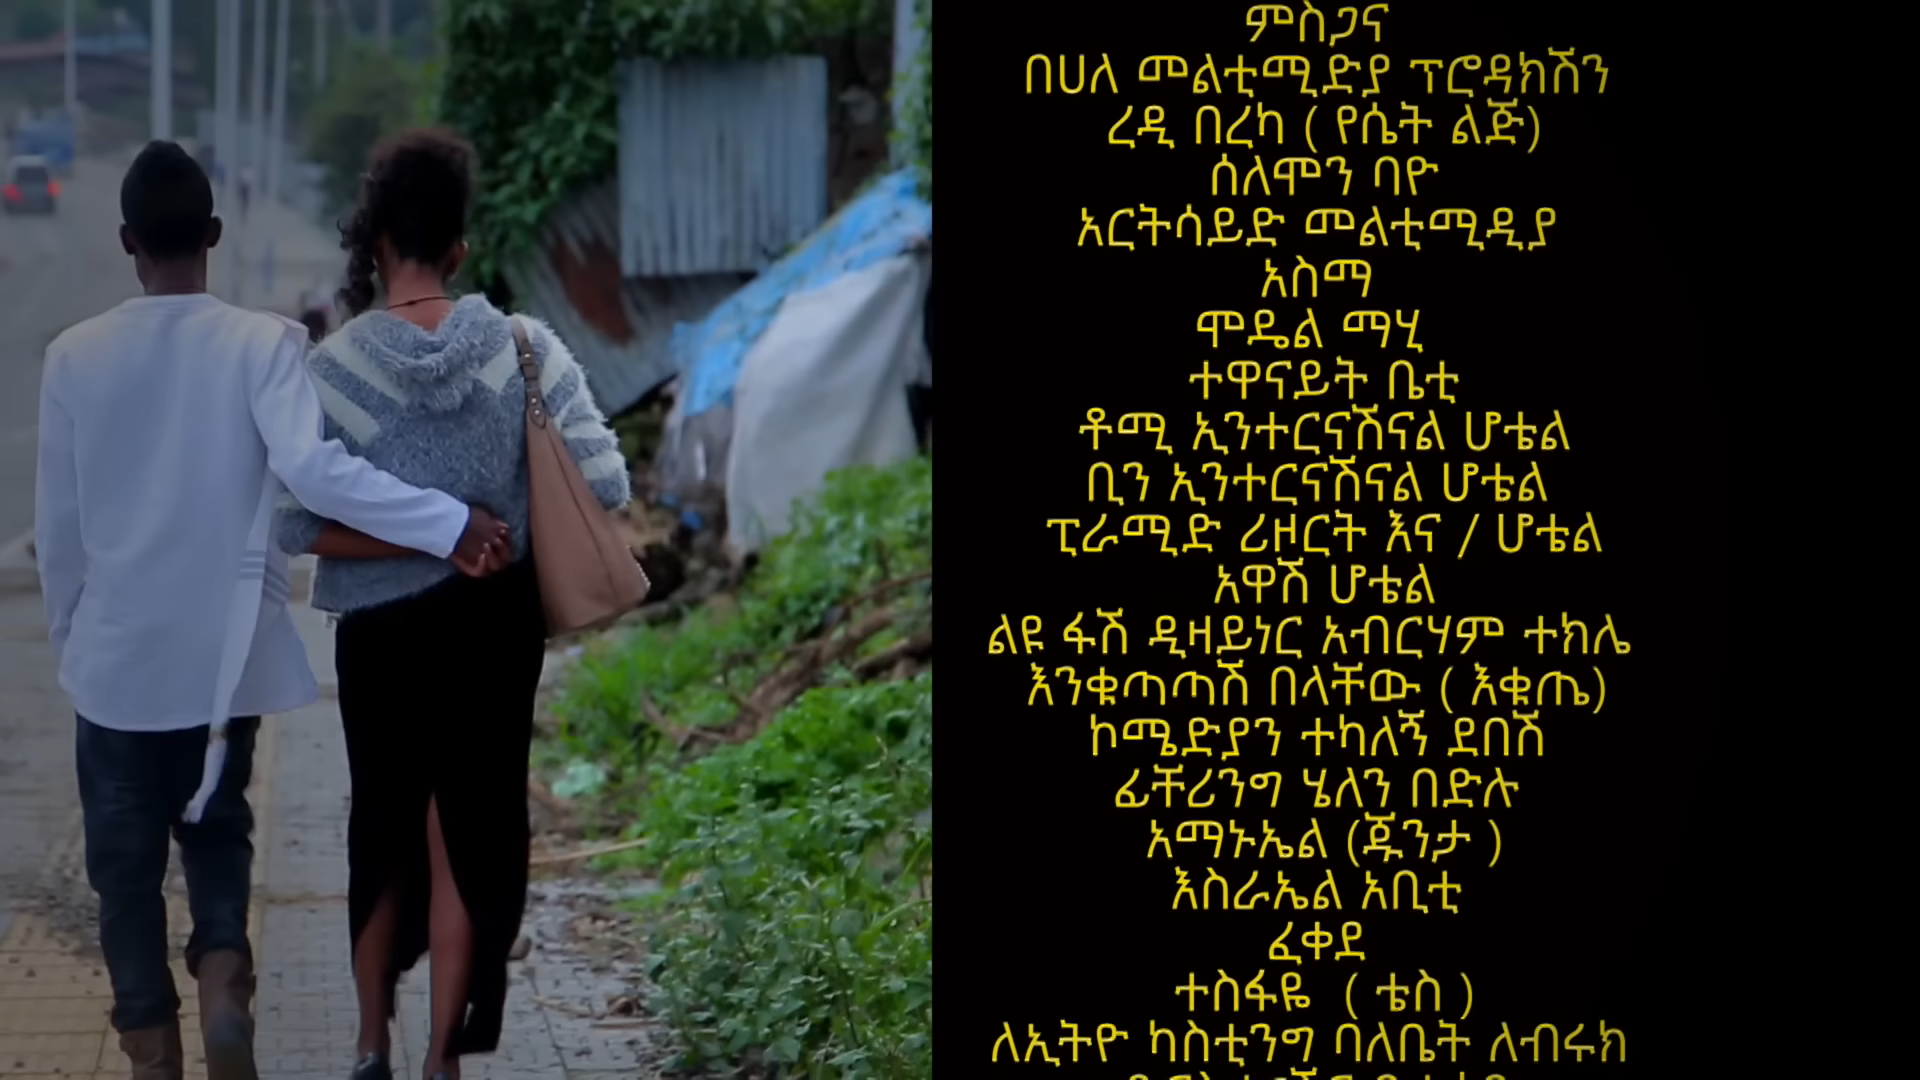 ምስጋና
በሀለ መልቲሚድያ ፕሮዳክሽን
ረዲ በረካ ( የሴት ልጅ)
ሰለሞን ባዮ
አርትሳይድ መልቲሚዲያ
አስማ
ሞዴል ማሂ
ተዋናይት ቤቲ
ቶሚ ኢንተርናሽናል ሆቴል
ቢን ኢንተርናሽናል ሆቴል
ፒራሚድ ሪዞርት እና / ሆቴል
አዋሽ ሆቴል
ልዩ ፋሽ ዲዛይነር አብርሃም ተክሌ
እንቁጣጣሽ በላቸው ( እቁጤ)
ኮሜድያን ተካለኝ ደበሽ
ፊቸሪንግ ሄለን በድሉ
አማኑኤል (ጁንታ )
እስራኤል አቢቲ
ፈቀደ
ተስፋዬ ( ቴስ )
ለኢትዮ ካስቲንግ ባለቤት ለብሩክ